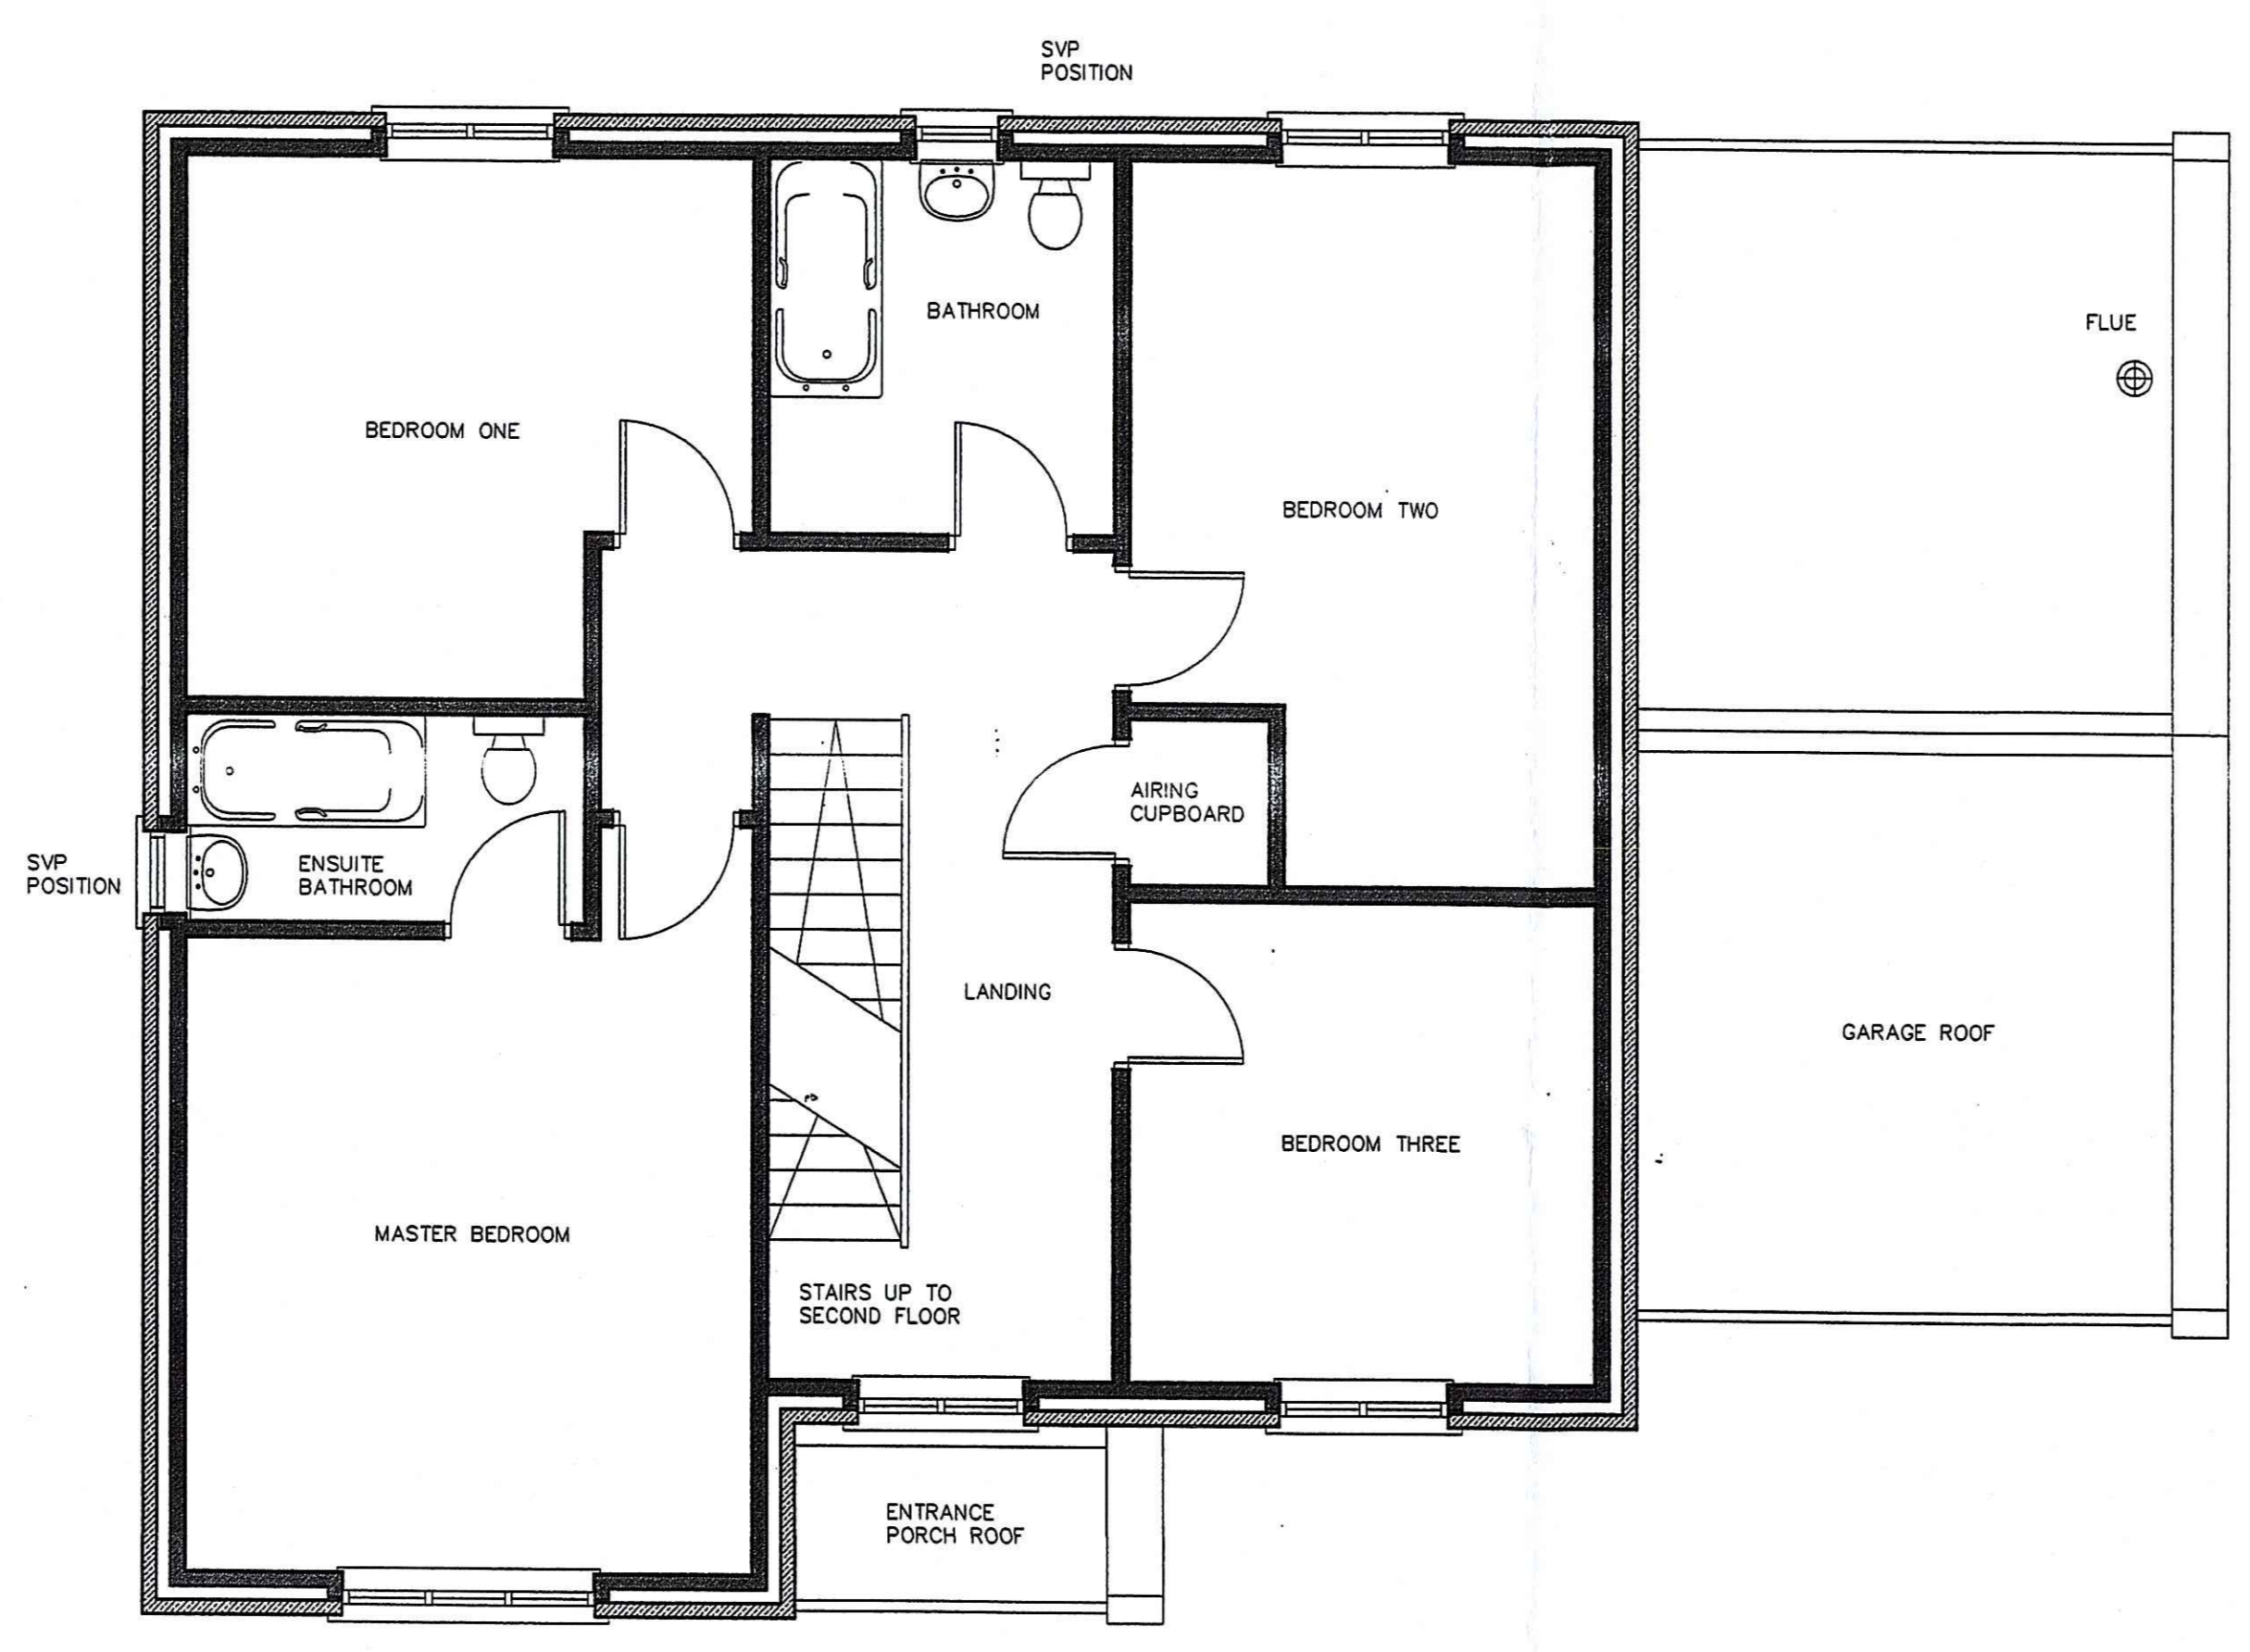 SVP
POSITION
BATHROOM
FLUE
BEDROOM ONE
BEDROOM TWO
AIRING
CUPBOARD
SVP
POSITION
ENSUITE
BATHROOM
LANDING
GARAGE ROOF
BEDROOM THREE
MASTER BEDROOM
STAIRS UP TO
SECOND FLOOR
ENTRANCE
PORCH ROOF